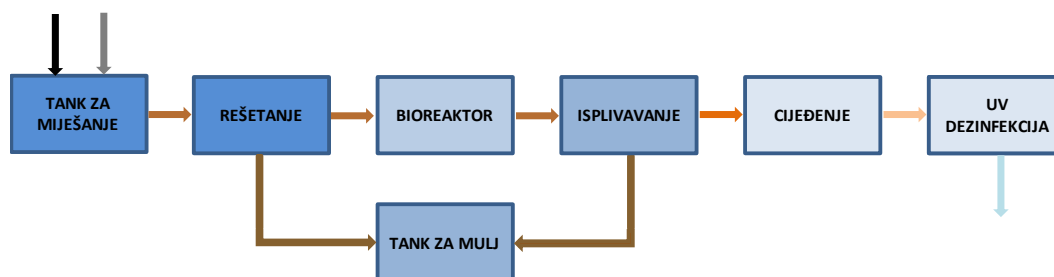 TANK ZA
MIJEŠANJE
REŠETANJE
BIOREAKTOR
ISPLIVAVANJE
CIJEĐENJE
UV
DEZINFEKCIJA
TANK ZA MULJ